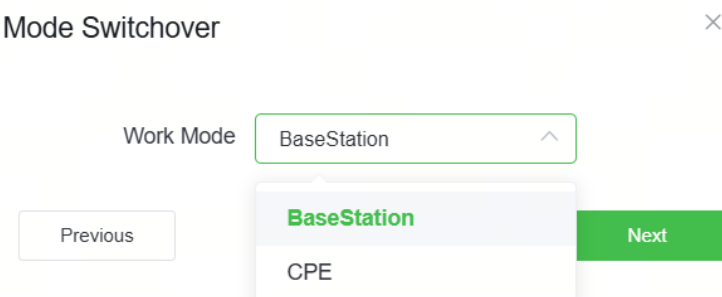 Mode Switchover
Work Mode
BaseStation
BaseStation
Previous
Next
CPE